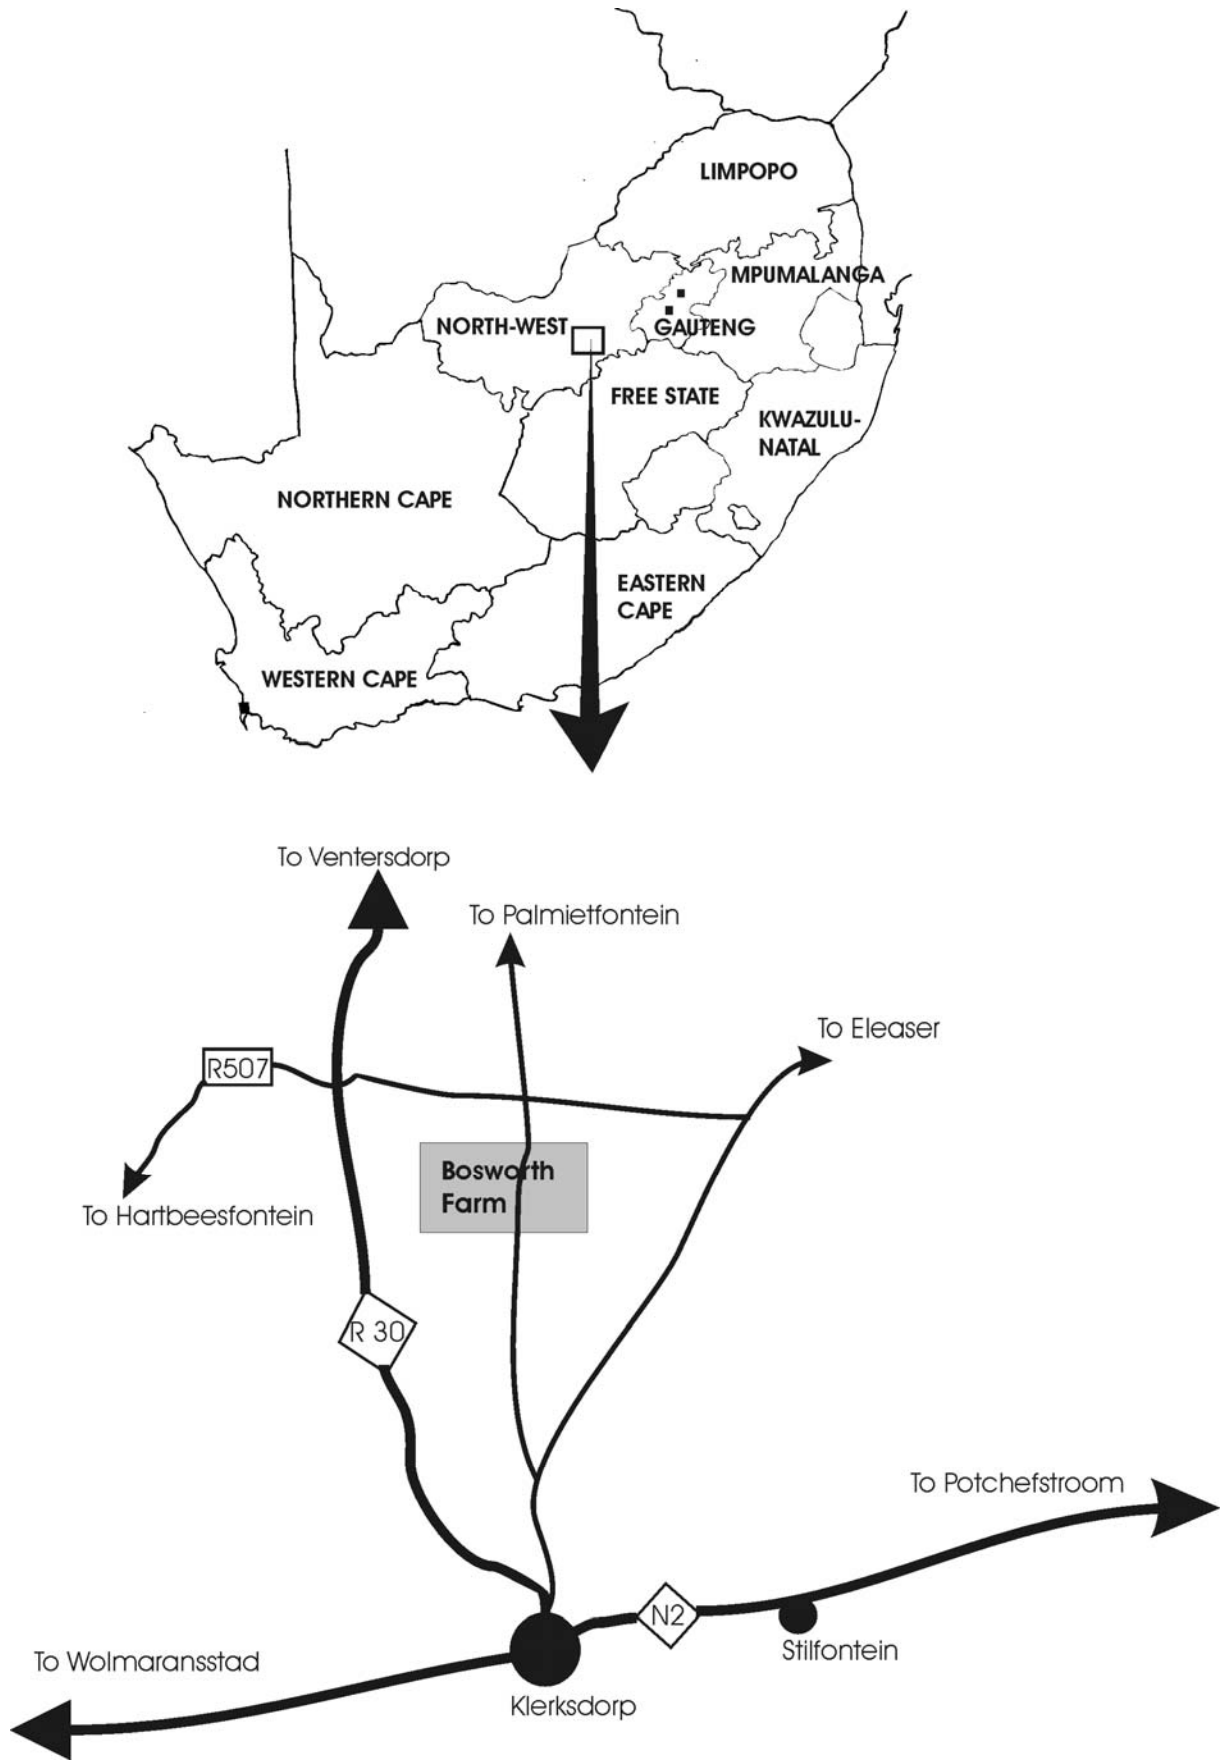 LIMPOPO
MPUMALANGA
NORTH-WEST
GAUTENG
FREE STATE
KWAZULU-
NATAL
NORTHERN CAPE
EASTERN
CAPE
WESTERN CAPE
To Ventersdorp
To Palmietfontein
To Eleaser
R507
Bosworth
Farm
To Hartbeesfontein
R 30
To Potchefstroom
N2
Stilfontein
To Wolmaransstad
Klerksdorp